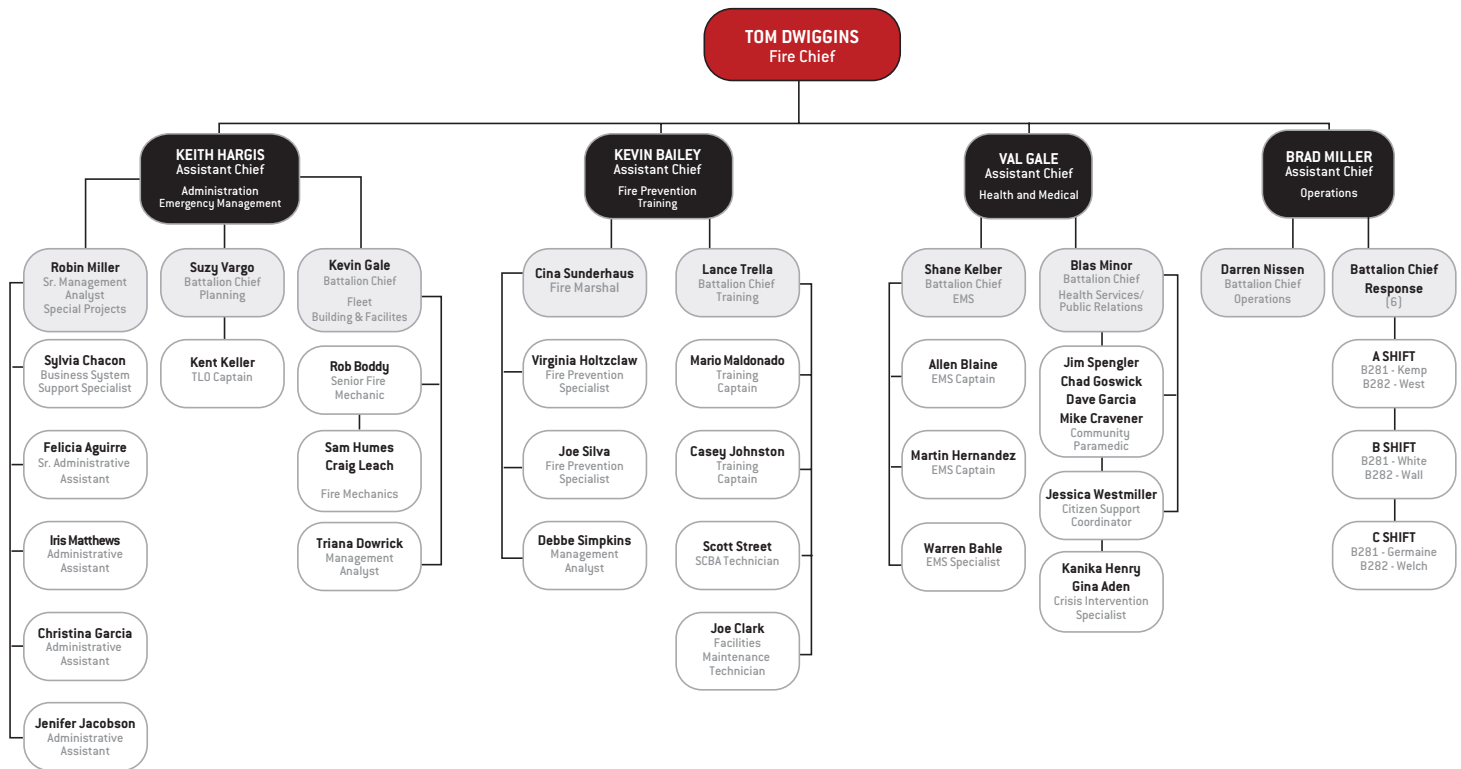 TOM DWIGGINS
Fire Chief
KEITH HARGIS
Assistant Chief
Administration
Emergency Management
KEVIN BAILEY
Assistant Chief
Fire Prevention
Training
VAL GALE
Assistant Chief
Health and Medical
BRAD MILLER
Assistant Chief
Operations
Robin Miller
Sr. Management
Analyst
Special Projects
Sylvia Chacon
Business System
Support Specialist
Felicia Aguirre
Sr. Administrative
Assistant
Iris Matthews
Administrative
Assistant
Christina Garcia
Administrative
Assistant
Jenifer Jacobson
Administrative
Assistant
Suzy Vargo
Battalion Chief
Planning
Kent Keller
TLO Captain
Kevin Gale
Battalion Chief
Fleet
Building & Facilites
Rob Boddy
Senior Fire
Mechanic
Sam Humes
Craig Leach
Fire Mechanics
Triana Dowrick
Management
Analyst
Cina Sunderhaus
Fire Marshal
Virginia Holtzclaw
Fire Prevention
Specialist
Joe Silva
Fire Prevention
Specialist
Debbe Simpkins
Management
Analyst
Lance Trella
Battalion Chief
Training
Mario Maldonado
Training
Captain
Casey Johnston
Training
Captain
Scott Street
SCBA Technician
Joe Clark
Facilities
Maintenance
Technician
Shane Kelber
Battalion Chief
EMS
Allen Blaine
EMS Captain
Martin Hernandez
EMS Captain
Warren Bahle
EMS Specialist
Blas Minor
Battalion Chief
Health Services/
Public Relations
Jim Spengler
Chad Goswick
Dave Garcia
Mike Cravener
Community
Paramedic
Jessica Westmiller
Citizen Support
Coordinator
Kanika Henry
Gina Aden
Crisis Intervention
Specialist
Darren Nissen
Battalion Chief
Operations
Battalion Chief
Response
(6)
A SHIFT
B281 - Kemp
B282 - West
B SHIFT
B281 - White
B282 - Wall
C SHIFT
B281 - Germaine
B282 - Welch